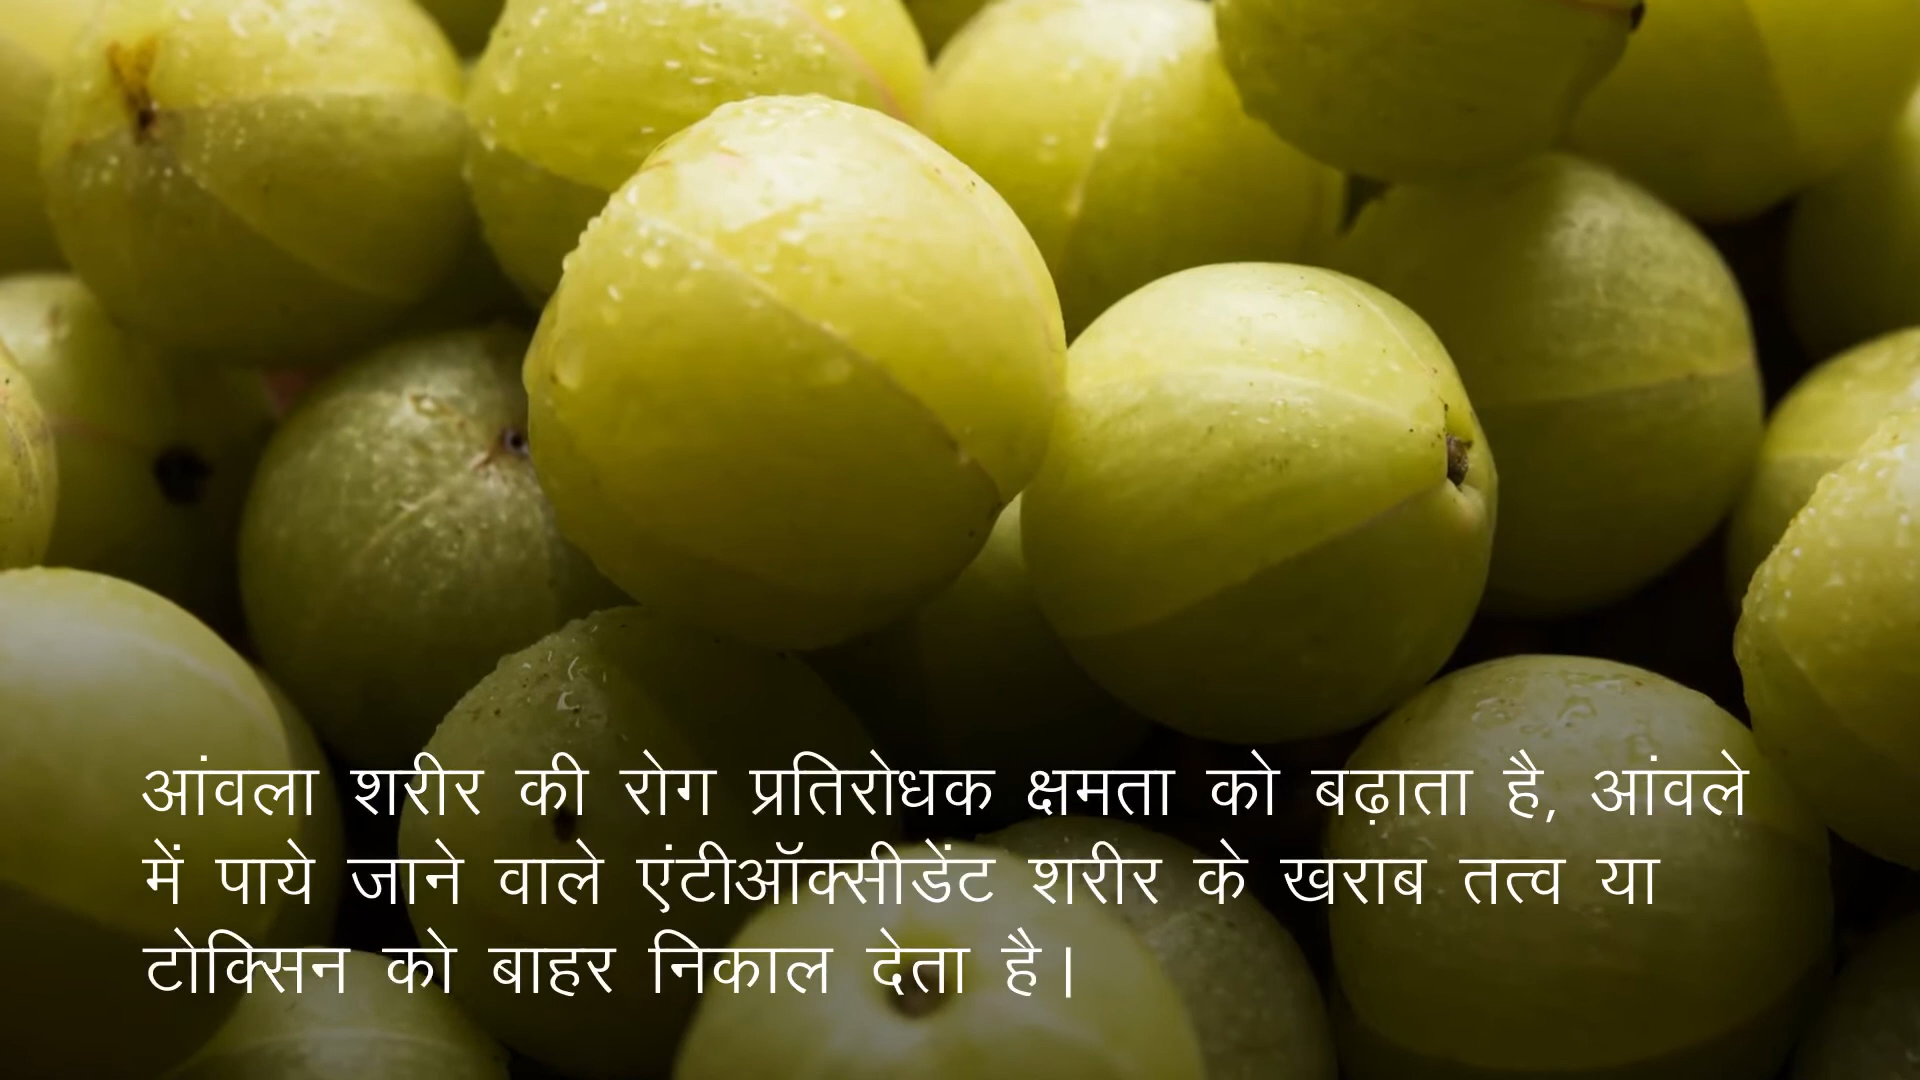 आंवला शरीर की रोग प्रतिरोधक क्षमता को बढ़ाता है, आंवले
में पाये जाने वाले एंटीऑक्सीडेंट शरीर के खराब तत्व या
टोक्सिन को बाहर निकाल देता है।